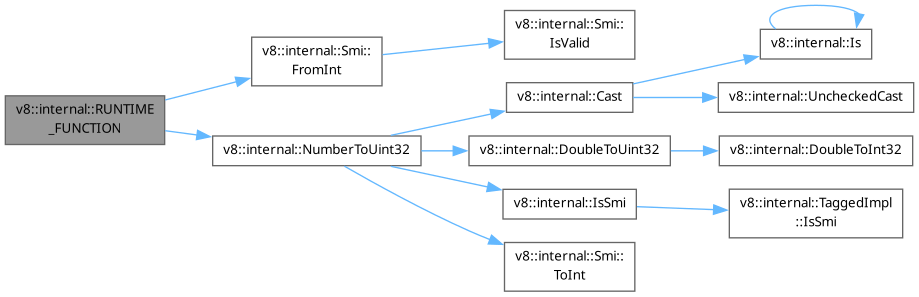 v8::internal::RUNTIME
_FUNCTION
v8::internal::Smi::
FromInt
v8::internal::Smi::
IsValid
v8::internal::NumberToUint32
v8::internal::Cast
v8::internal::Is
v8::internal::UncheckedCast
v8::internal::DoubleToUint32
v8::internal::DoubleToInt32
v8::internal::IsSmi
v8::internal::TaggedImpl
::IsSmi
v8::internal::Smi::
ToInt